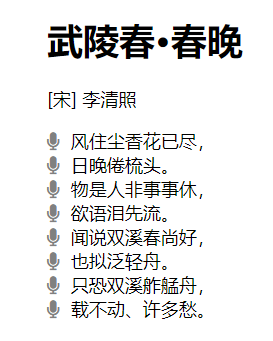 武陵春•春晚
[宋] 李清照
风住尘香花已尽，
日晚倦梳头。
物是人非事事休，
欲语泪先流。
闻说双溪春尚好，
也拟泛轻舟。
只恐双溪舴艋舟，
载不动、许多愁。